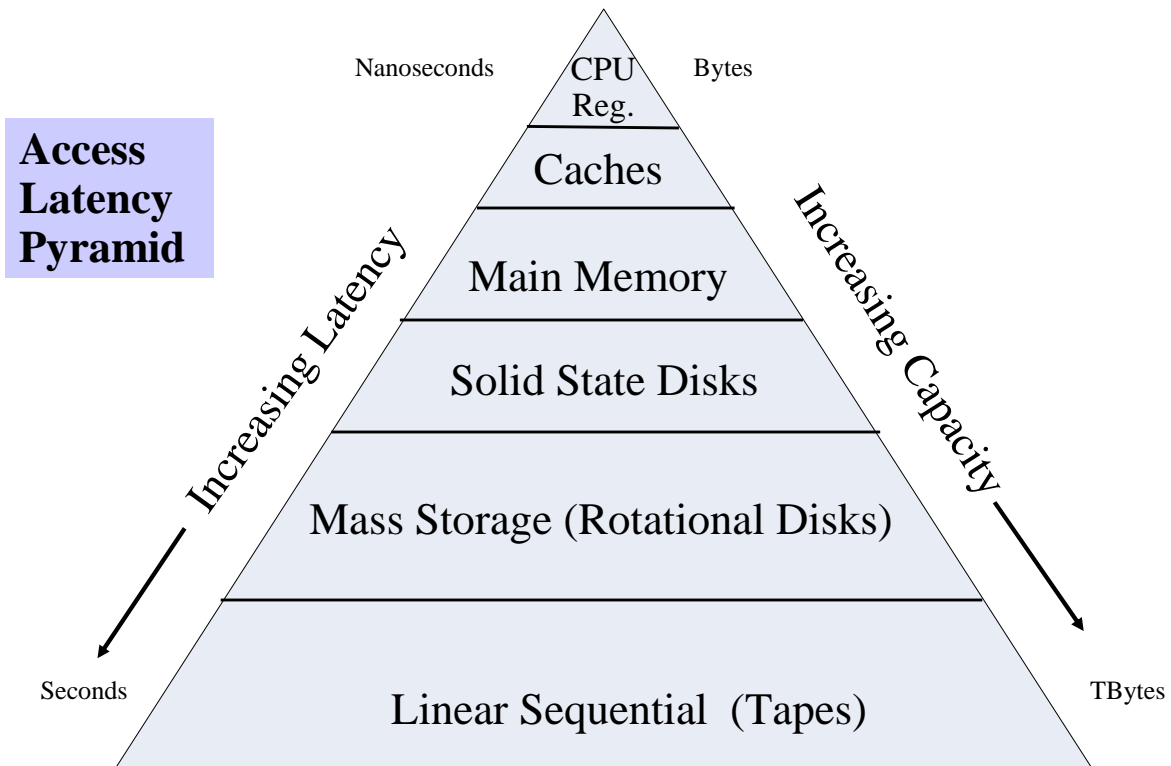 Nanoseconds
CPU
Reg.
Bytes
Access
Latency
Pyramid
Caches
Increasing Latency
Increasing Capacity
Main Memory
Solid State Disks
Mass Storage (Rotational Disks)
Seconds
TBytes
Linear Sequential (Tapes)